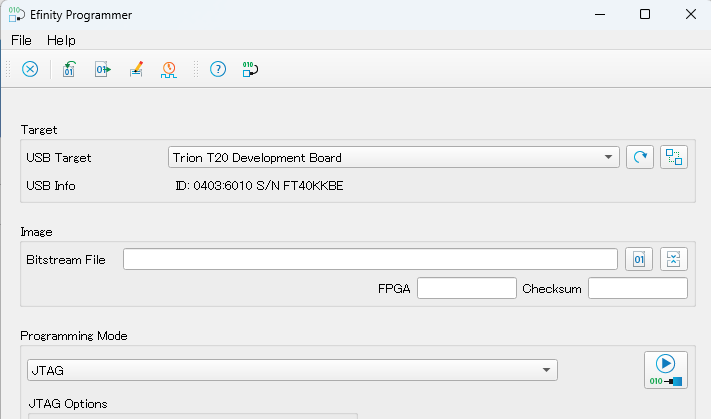 Efinity Programmer
File Help
Target
USB Target Trion T20 Development Board
USB Info ID: 0403:6010 S/N FT40KKBE
Image
Bitstream File
FPGA Checksum
Programming Mode
JTAG
JTAG Options